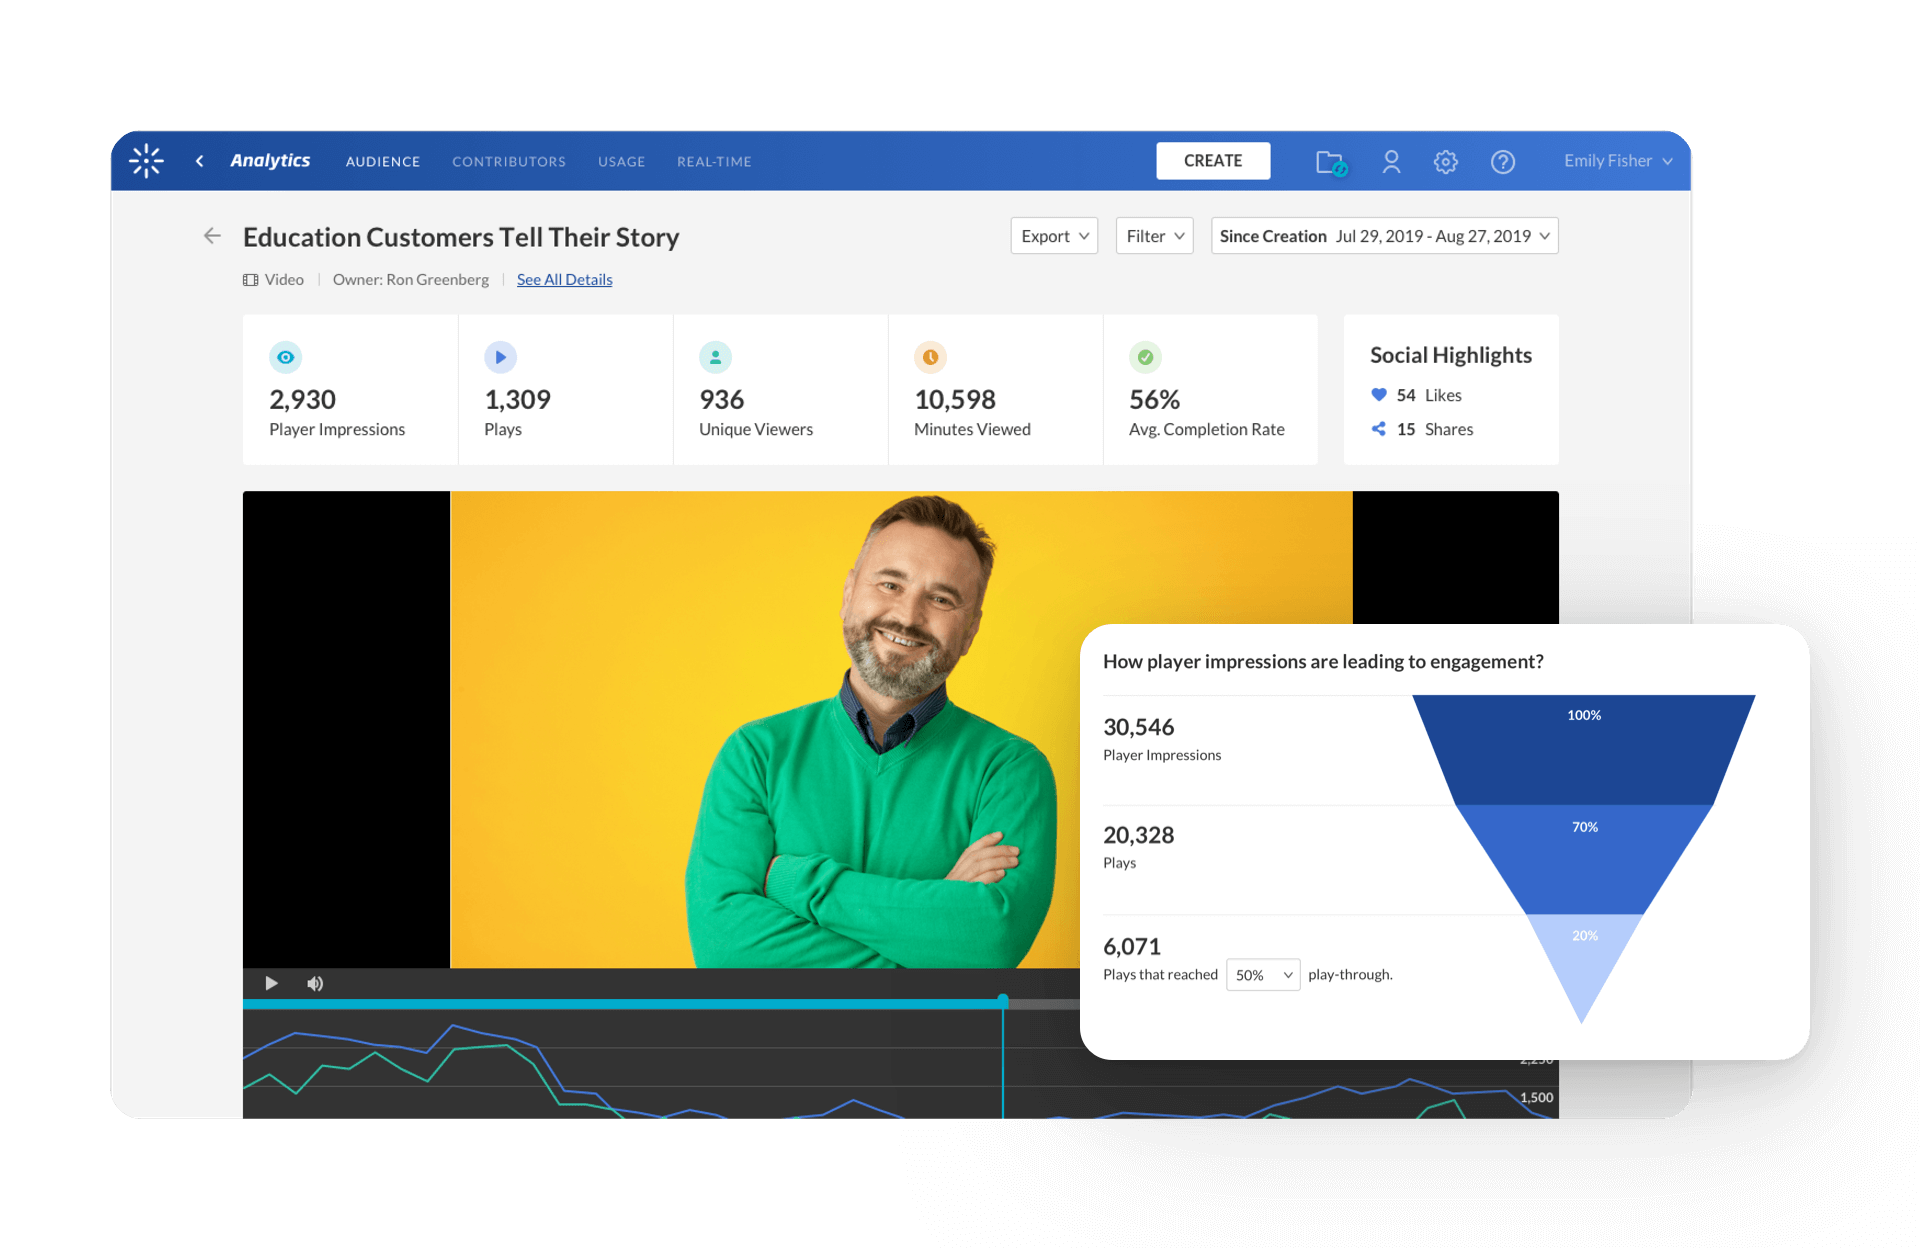 Analytics AUDIENCE CONTRIBUTORS USAGE REAL-TIME CREATE Emily Fisher
Education Customers Tell Their Story
Export Filter Since Creation Jul 29, 2019 - Aug 27, 2019
Video Owner: Ron Greenberg See All Details
2,930
Player Impressions
1,309
Plays
936
Unique Viewers
10,598
Minutes Viewed
56%
Avg. Completion Rate
Social Highlights
54 Likes
15 Shares
How player impressions are leading to engagement?
30,546
Player Impressions
100%
20,328
Plays
70%
6,071
Plays that reached 50% play-through.
20%
2,250
1,500